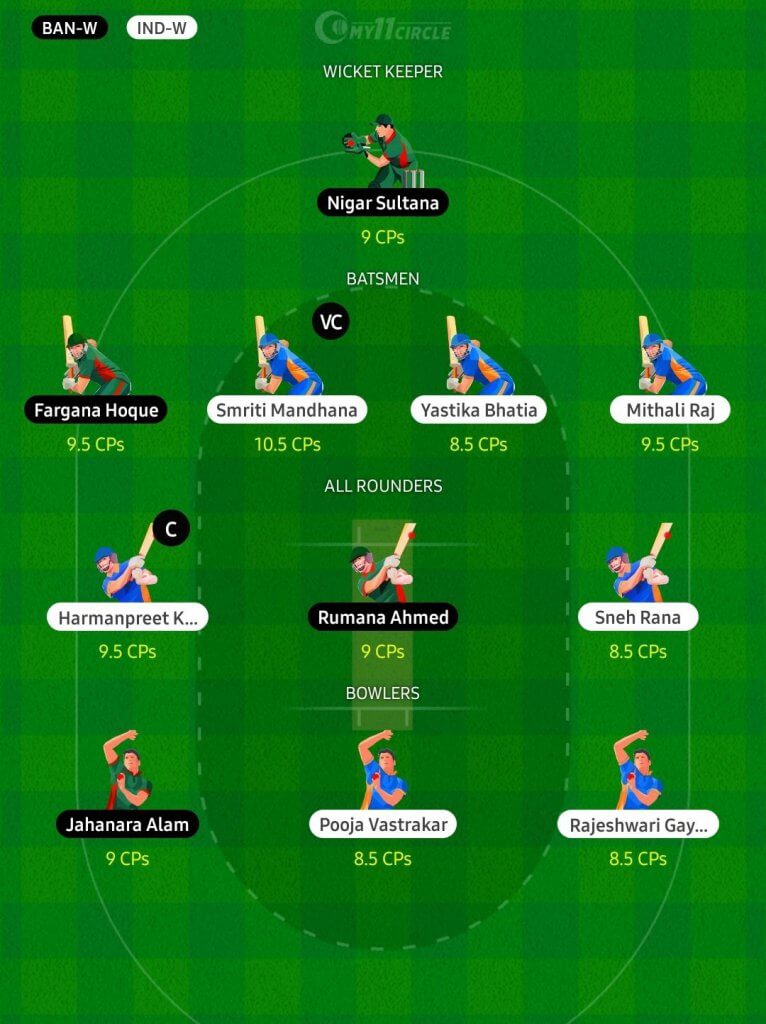 BAN-W IND-W MY11CIRCLE
WICKET KEEPER
Nigar Sultana
9 CPs
BATSMEN
VC
Fargana Hoque Smriti Mandhana Yastika Bhatia Mithali Raj
9.5 CPs 10.5 CPs 8.5 CPs 9.5 CPs
ALL ROUNDERS
C
Harmanpreet K... Rumana Ahmed Sneh Rana
9.5 CPs 9 CPs 8.5 CPs
BOWLERS
Jahanara Alam Pooja Vastrakar Rajeshwari Gay...
9 CPs 8.5 CPs 8.5 CPs